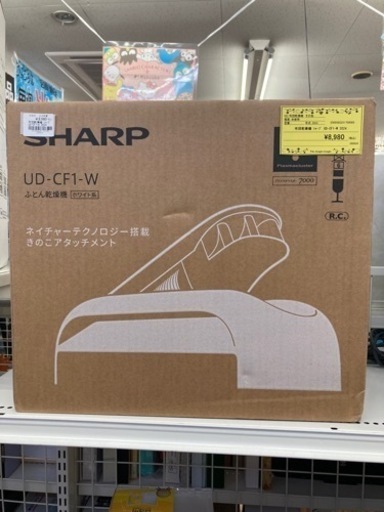 SHARP
UD-CF1-W
ふとん乾燥機 ホワイト系
ネイチャーテクノロジー搭載
きのこアタッチメント
Plasmacluster
7000
¥8,980
R.C.